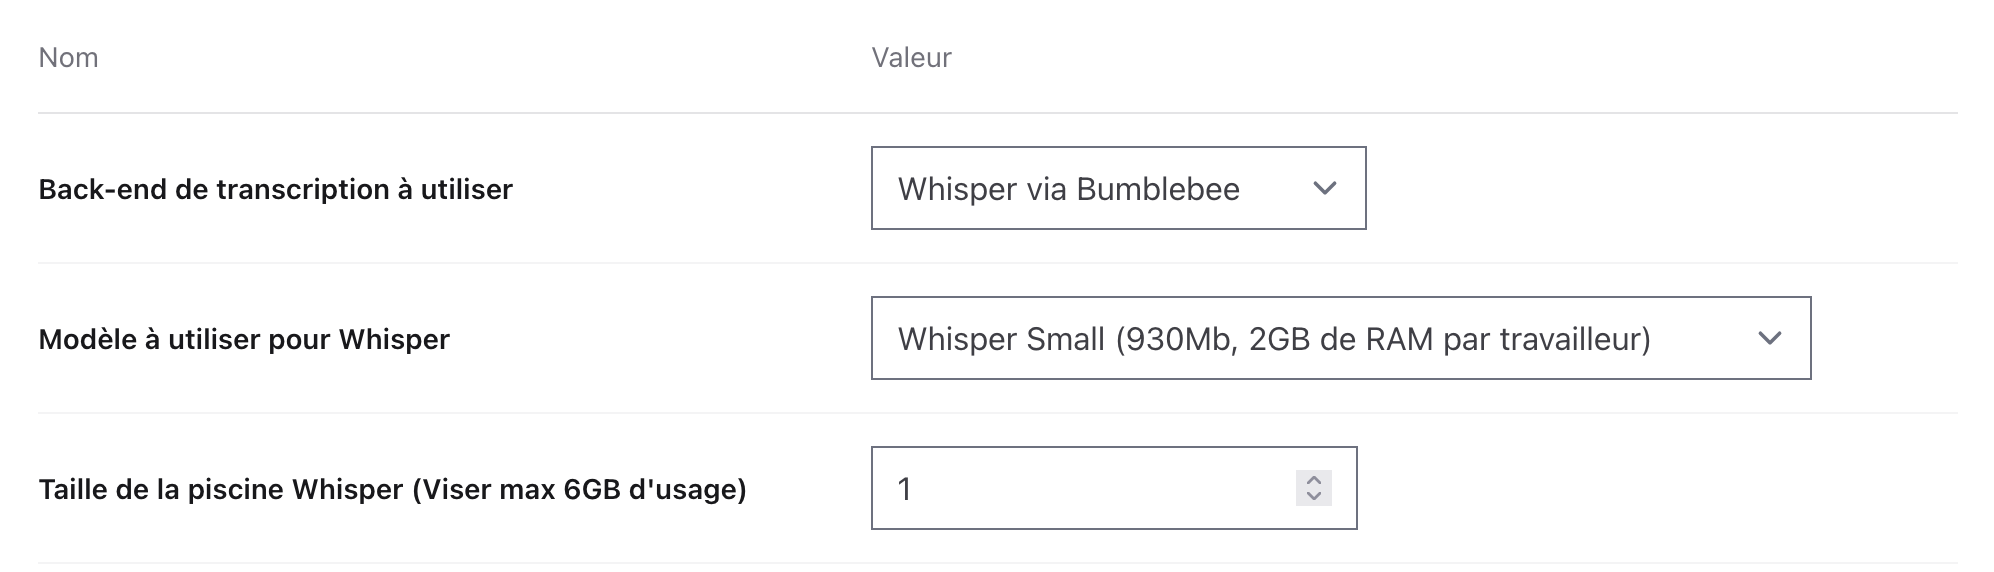 Nom Valeur
Back-end de transcription à utiliser Whisper via Bumblebee
Modèle à utiliser pour Whisper Whisper Small (930Mb, 2GB de RAM par travailleur)
Taille de la piscine Whisper (Viser max 6GB d'usage) 1